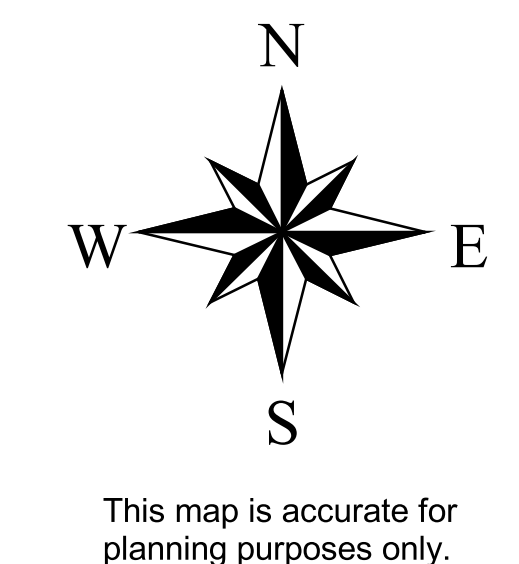 N
W E
S
This map is accurate for
planning purposes only.